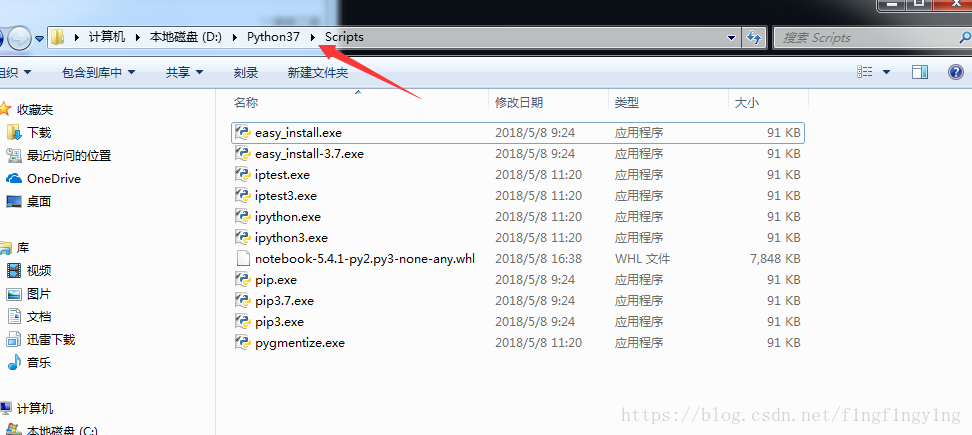 计算机 本地磁盘 (D:) Python37 Scripts 搜索 Scripts
组织 包含到库中 共享 刻录 新建文件夹
名称 修改日期 类型 大小
收藏夹
下载
最近访问的位置
OneDrive
桌面
库
视频
图片
文档
迅雷下载
音乐
计算机
本地磁盘 (C:)
easy_install.exe 2018/5/8 9:24 应用程序 91 KB
easy_install-3.7.exe 2018/5/8 9:24 应用程序 91 KB
iptest.exe 2018/5/8 11:20 应用程序 91 KB
iptest3.exe 2018/5/8 11:20 应用程序 91 KB
ipython.exe 2018/5/8 11:20 应用程序 91 KB
ipython3.exe 2018/5/8 11:20 应用程序 91 KB
notebook-5.4.1-py2.py3-none-any.whl 2018/5/8 16:38 WHL 文件 7,848 KB
pip.exe 2018/5/8 9:24 应用程序 91 KB
pip3.7.exe 2018/5/8 9:24 应用程序 91 KB
pip3.exe 2018/5/8 9:24 应用程序 91 KB
pygmentize.exe 2018/5/8 11:20 应用程序 91 KB
https://blog.csdn.net/f1ngf1ngy1ng